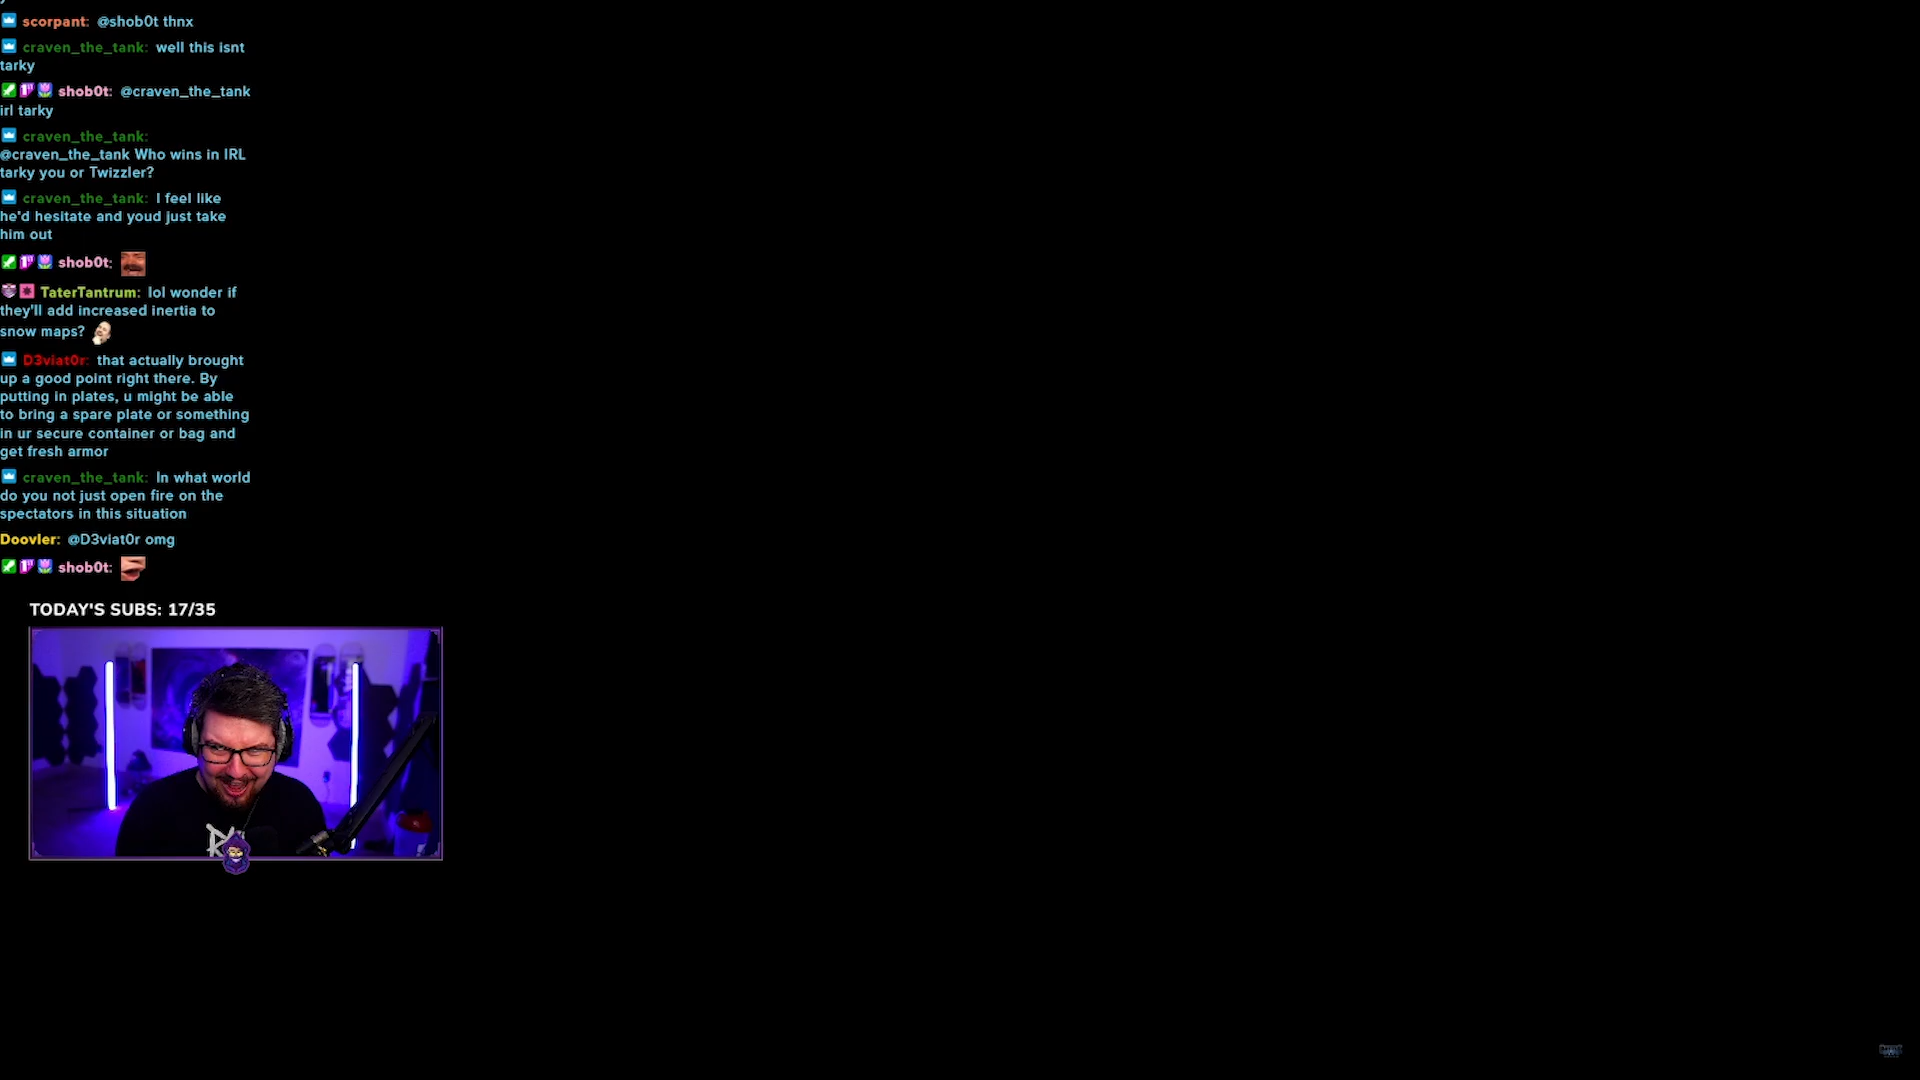 scorpant: @shob0t thnx
craven_the_tank: well this isnt
tarky
shob0t: @craven_the_tank
irl tarky
craven_the_tank:
@craven_the_tank Who wins in IRL
tarky you or Twizzler?
craven_the_tank: I feel like
he'd hesitate and youd just take
him out
shob0t:
TaterTantrum: lol wonder if
they'll add increased inertia to
snow maps?
D3viat0r: that actually brought
up a good point right there. By
putting in plates, u might be able
to bring a spare plate or something
in ur secure container or bag and
get fresh armor
craven_the_tank: In what world
do you not just open fire on the
spectators in this situation
Doovler: @D3viat0r omg
shob0t:
TODAY'S SUBS: 17/35